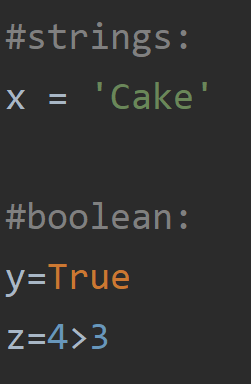 #strings:
x = 'Cake'
#boolean:
y=True
z=4>3